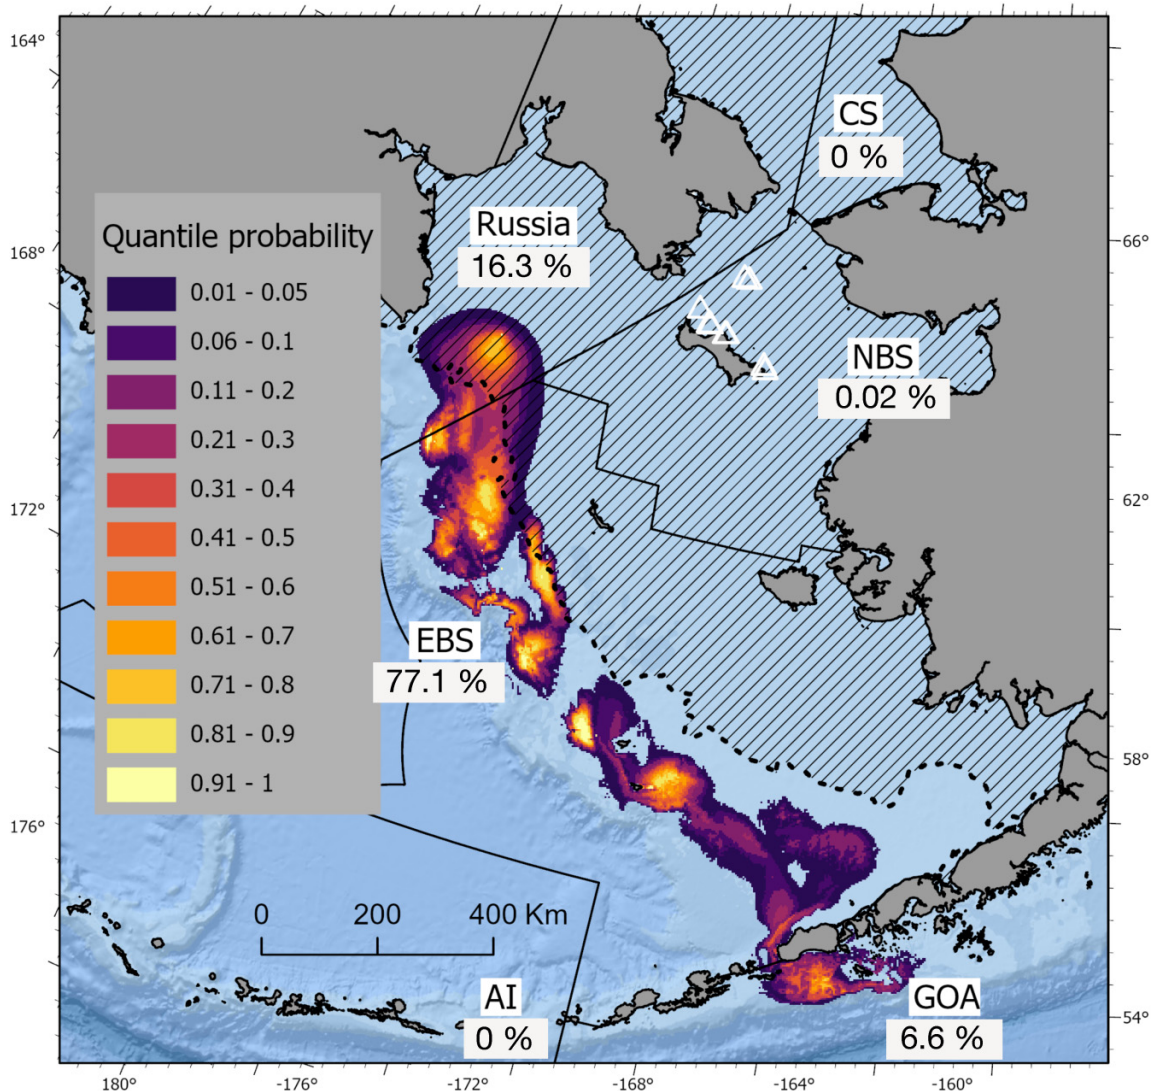 164°
168°
172°
176°
CS
0 %
Russia
16.3 %
66°
NBS
0.02 %
62°
Quantile probability
0.01 - 0.05
0.06 - 0.1
0.11 - 0.2
0.21 - 0.3
0.31 - 0.4
0.41 - 0.5
0.51 - 0.6
0.61 - 0.7
0.71 - 0.8
0.81 - 0.9
0.91 - 1
EBS
77.1 %
58°
0 200 400 Km
AI
0 %
GOA
6.6 %
54°
180° -176° -172° -168° -164° -160°